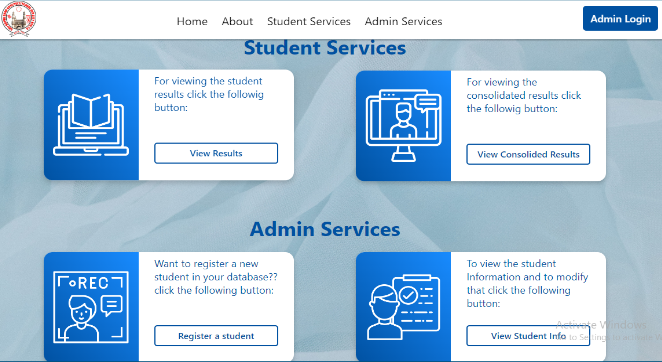 Home About Student Services Admin Services Admin Login
Student Services
For viewing the student
results click the followig
button:
View Results
For viewing the
consolidated results click
the followig button:
View Consolided Results
Admin Services
REC
Want to register a new
student in your database??
click the following button:
Register a student
To view the student
Information and to modify
that click the following
button:
View Student Info
Activate Windows
to Settings to activate